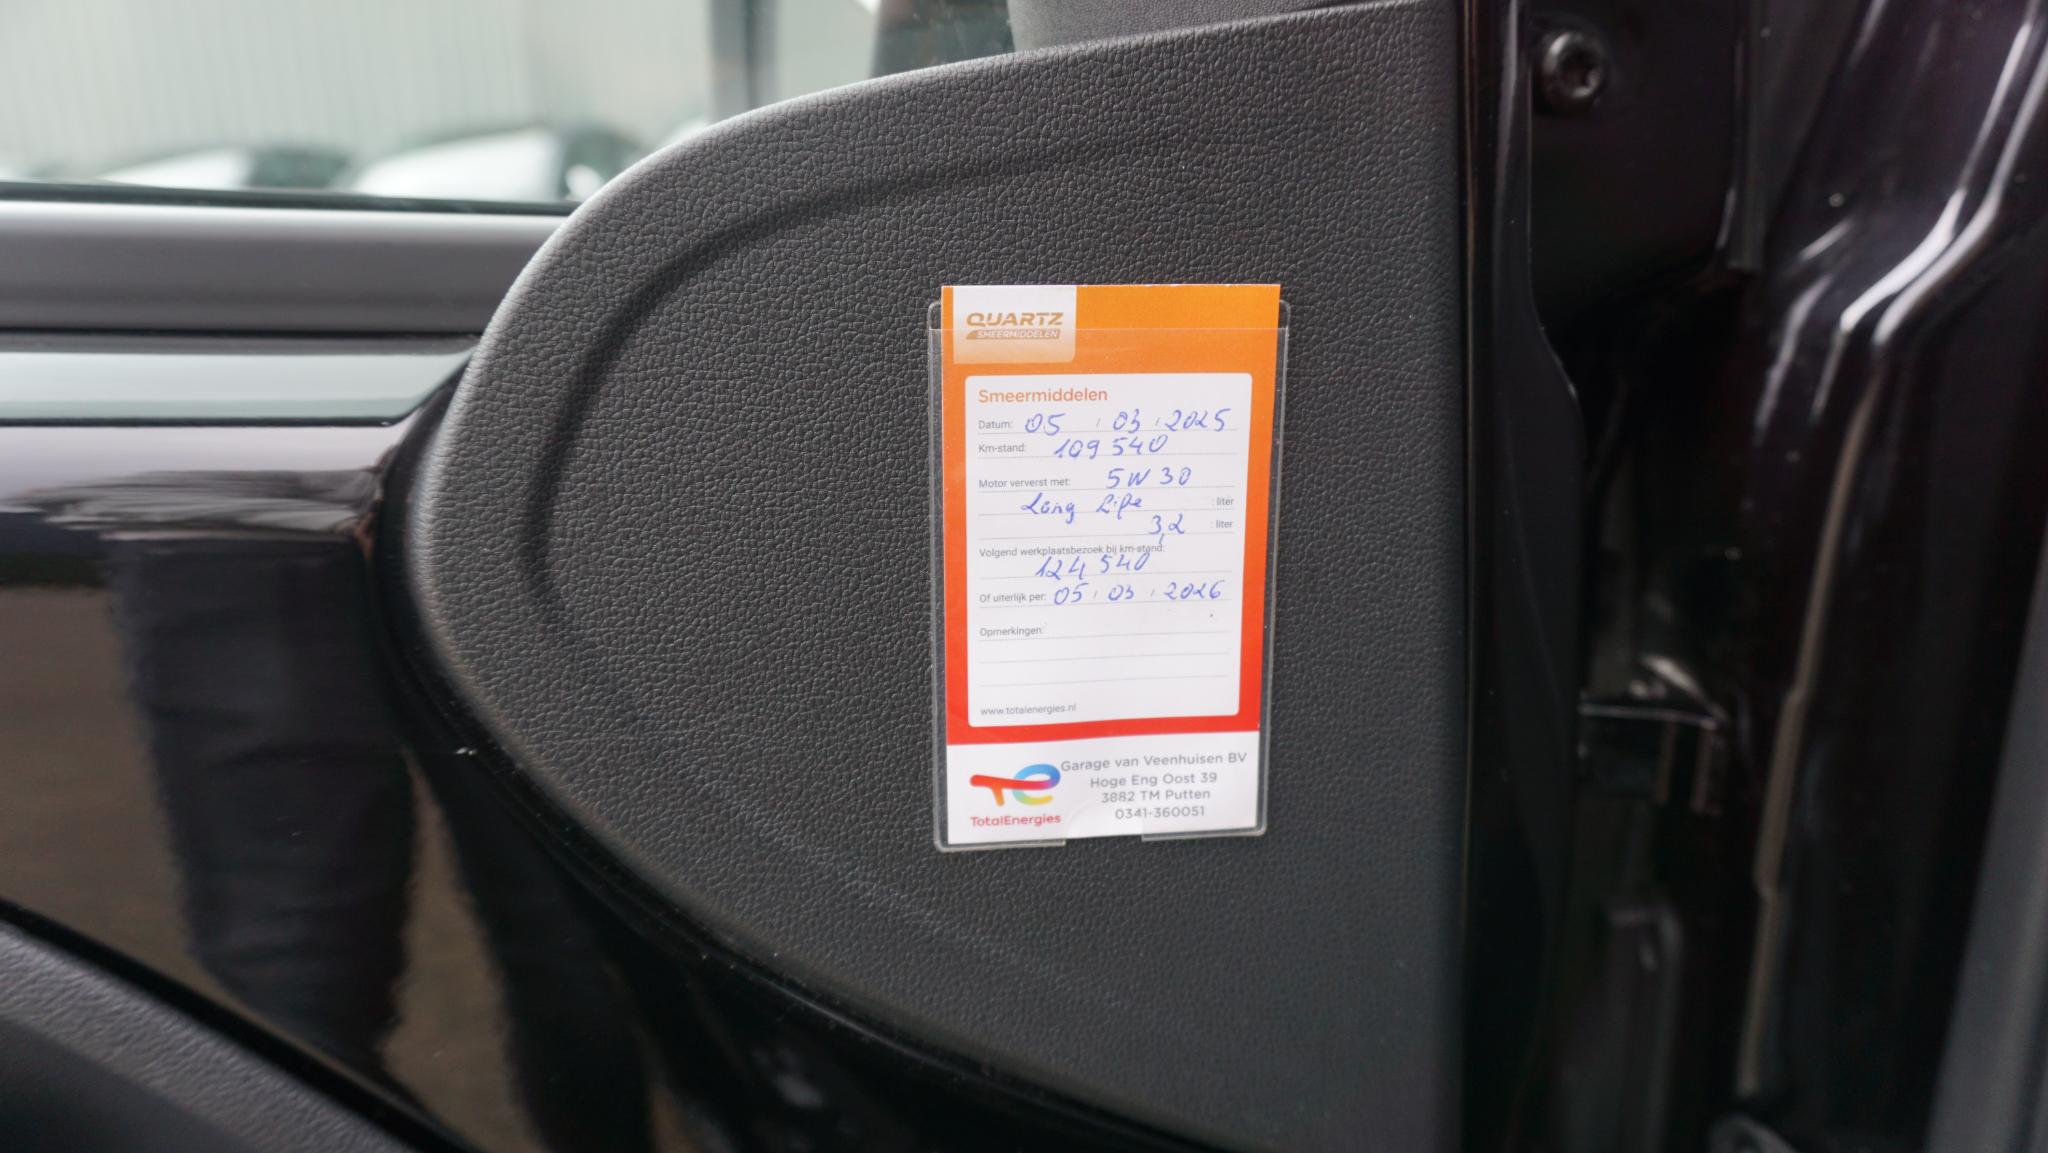 QUARTZ
SMEERMIDDELEN
Smeermiddelen
Datum: 05 / 03 / 2025
Km-stand: 109 540
Motor ververst met: 5W30
Long Life : liter
3,2 : liter
Volgend werkplaatsbezoek bij km-stand:
124 540
Of uiterlijk per: 05 / 03 / 2026
Opmerkingen:
www.totalenergies.nl
TotalEnergies
Garage van Veenhuisen BV
Hoge Eng Oost 39
3882 TM Putten
0341-360051